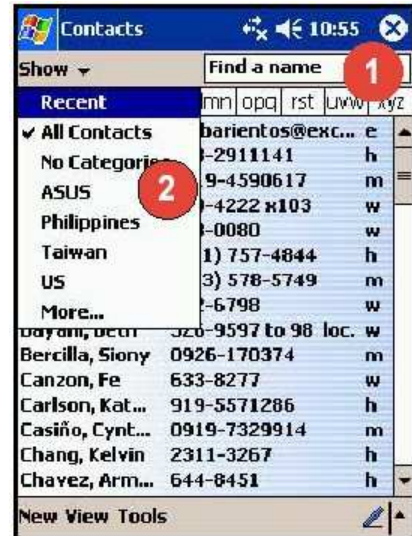 Contacts 10:55
Show Find a name 1
Recent mno opq rst uvw xyz
All Contacts barientos@exc... e
No Categories -2911141 h
ASUS 2 9-4590617 m
-4222 x103 w
Philippines -0080 w
Taiwan 1) 757-4844 h
US 3) 578-5749 m
More... -6798 w
526-9597 to 98 loc. w
Bercilla, Siony 0926-170374 m
Canzon, Fe 633-8277 w
Carlson, Kat... 919-5571286 h
Casiño, Cynt... 0919-7329914 m
Chang, Kelvin 2311-3267 h
Chavez, Arm... 644-8451 h
New View Tools